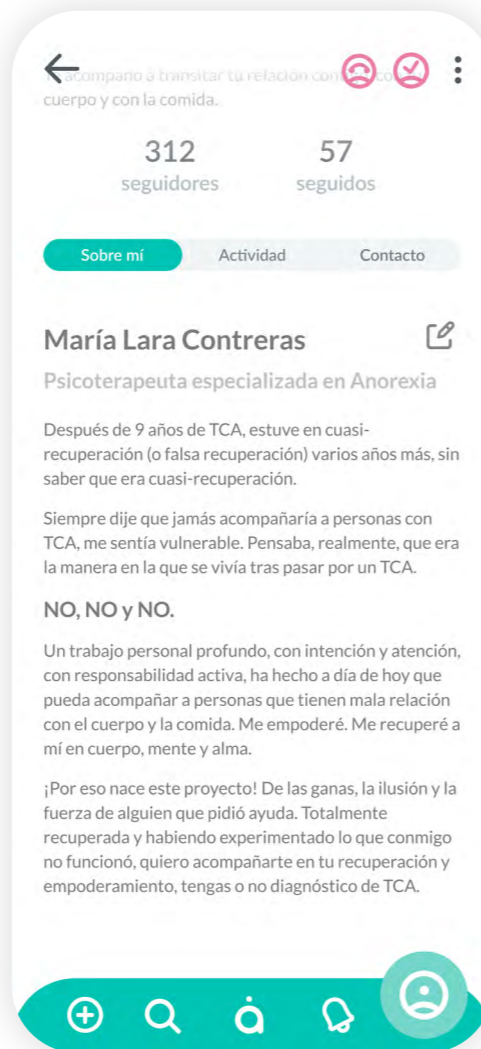 acompaño a transitar tu relación con
cuerpo y con la comida.
312
57
seguidores
seguidos
Sobre mí
Actividad
Contacto
María Lara Contreras
Psicoterapeuta especializada en Anorexia
Después de 9 años de TCA, estuve en cuasi-
recuperación (o falsa recuperación) varios años más, sin
saber que era cuasi-recuperación.
Siempre dije que jamás acompañaría a personas con
TCA, me sentía vulnerable. Pensaba, realmente, que era
la manera en la que se vivía tras pasar por un TCA.
NO, NO y NO.
Un trabajo personal profundo, con intención y atención,
con responsabilidad activa, ha hecho a día de hoy que
pueda acompañar a personas que tienen mala relación
con el cuerpo y la comida. Me empoderé. Me recuperé a
mí en cuerpo, mente y alma.
¡Por eso nace este proyecto! De las ganas, la ilusión y la
fuerza de alguien que pidió ayuda. Totalmente
recuperada y habiendo experimentado lo que conmigo
no funcionó, quiero acompañarte en tu recuperación y
empoderamiento, tengas o no diagnóstico de TCA.